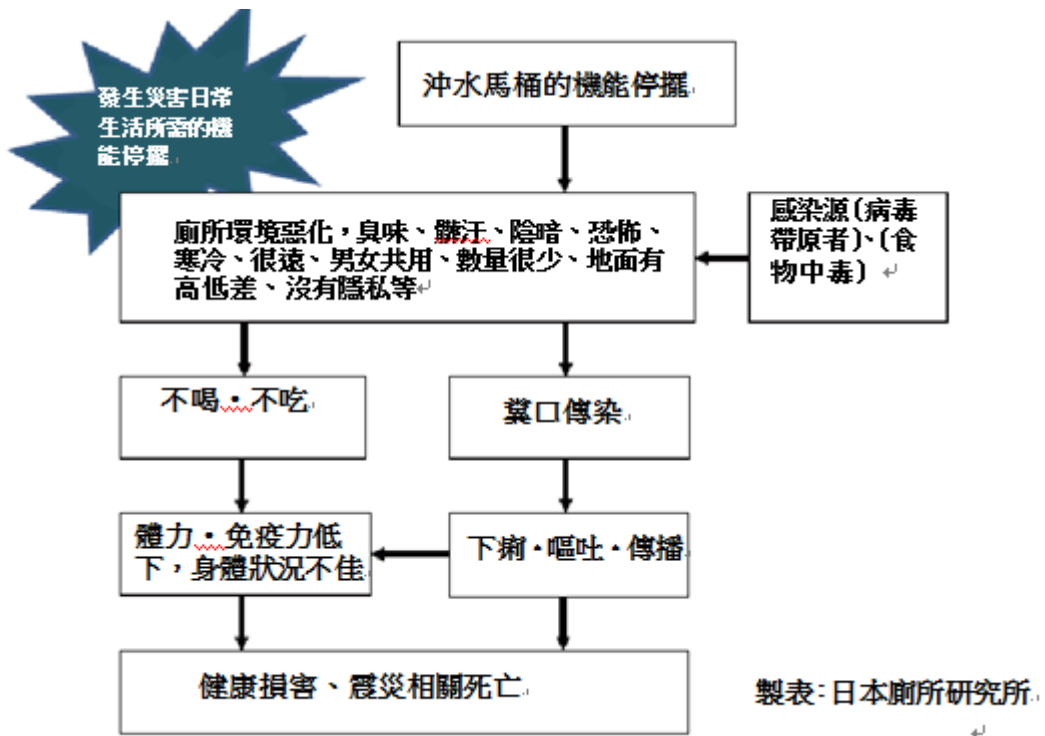 發生災害日常
生活所需的機
能停擺
沖水馬桶的機能停擺
廁所環境惡化,臭味、髒汙、陰暗、恐怖、
寒冷、很遠、男女共用、數量很少、地面有
高低差、沒有隱私等
感染源(病毒
帶原者)、(食
物中毒)
不喝・不吃
糞口傳染
體力・免疫力低
下,身體狀況不佳
下痢・嘔吐・傳播
健康損害、震災相關死亡
製表:日本廁所研究所